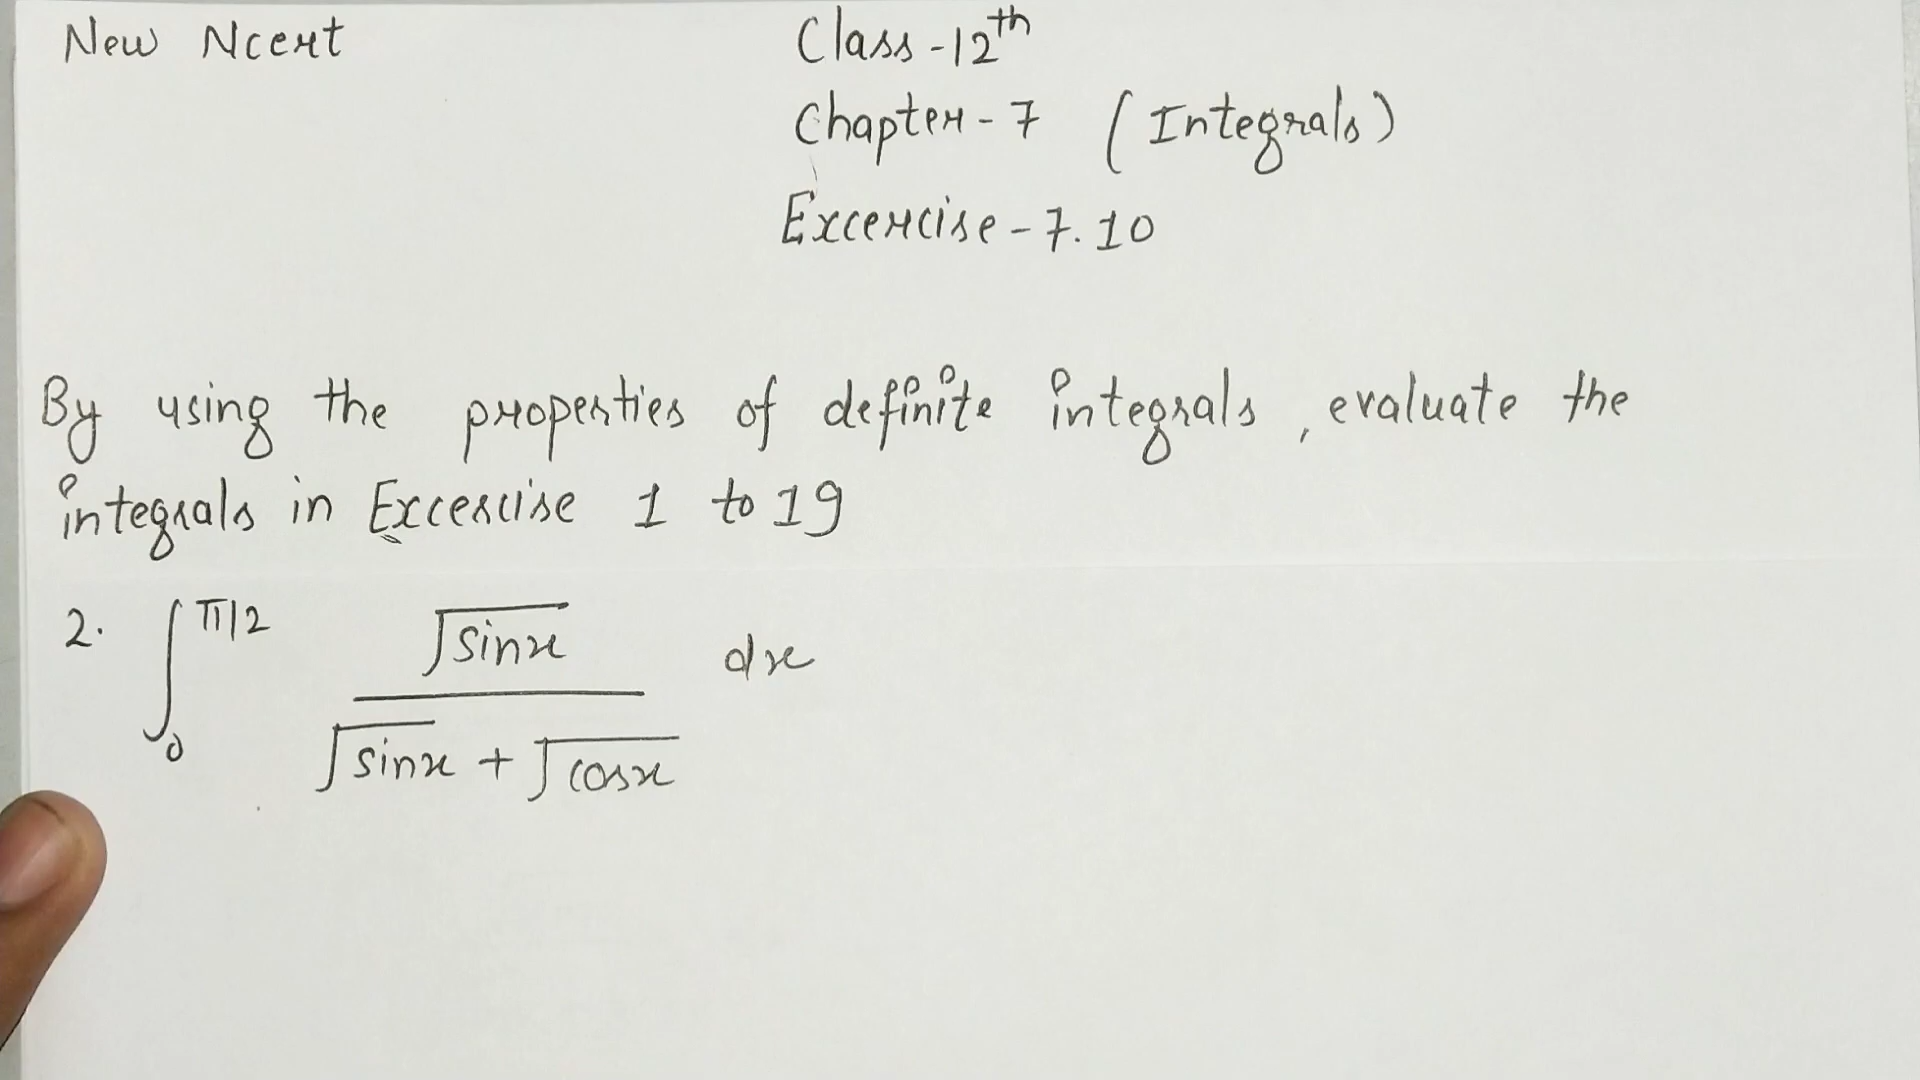 New Ncert
Class-12th
Chapter-7 (Integrals)
Excercise-7.10
By using the properties of definite integrals, evaluate the
integrals in Excercise 1 to 19
2. ∫₀^π/2 √sinx / (√sinx + √cosx) dx